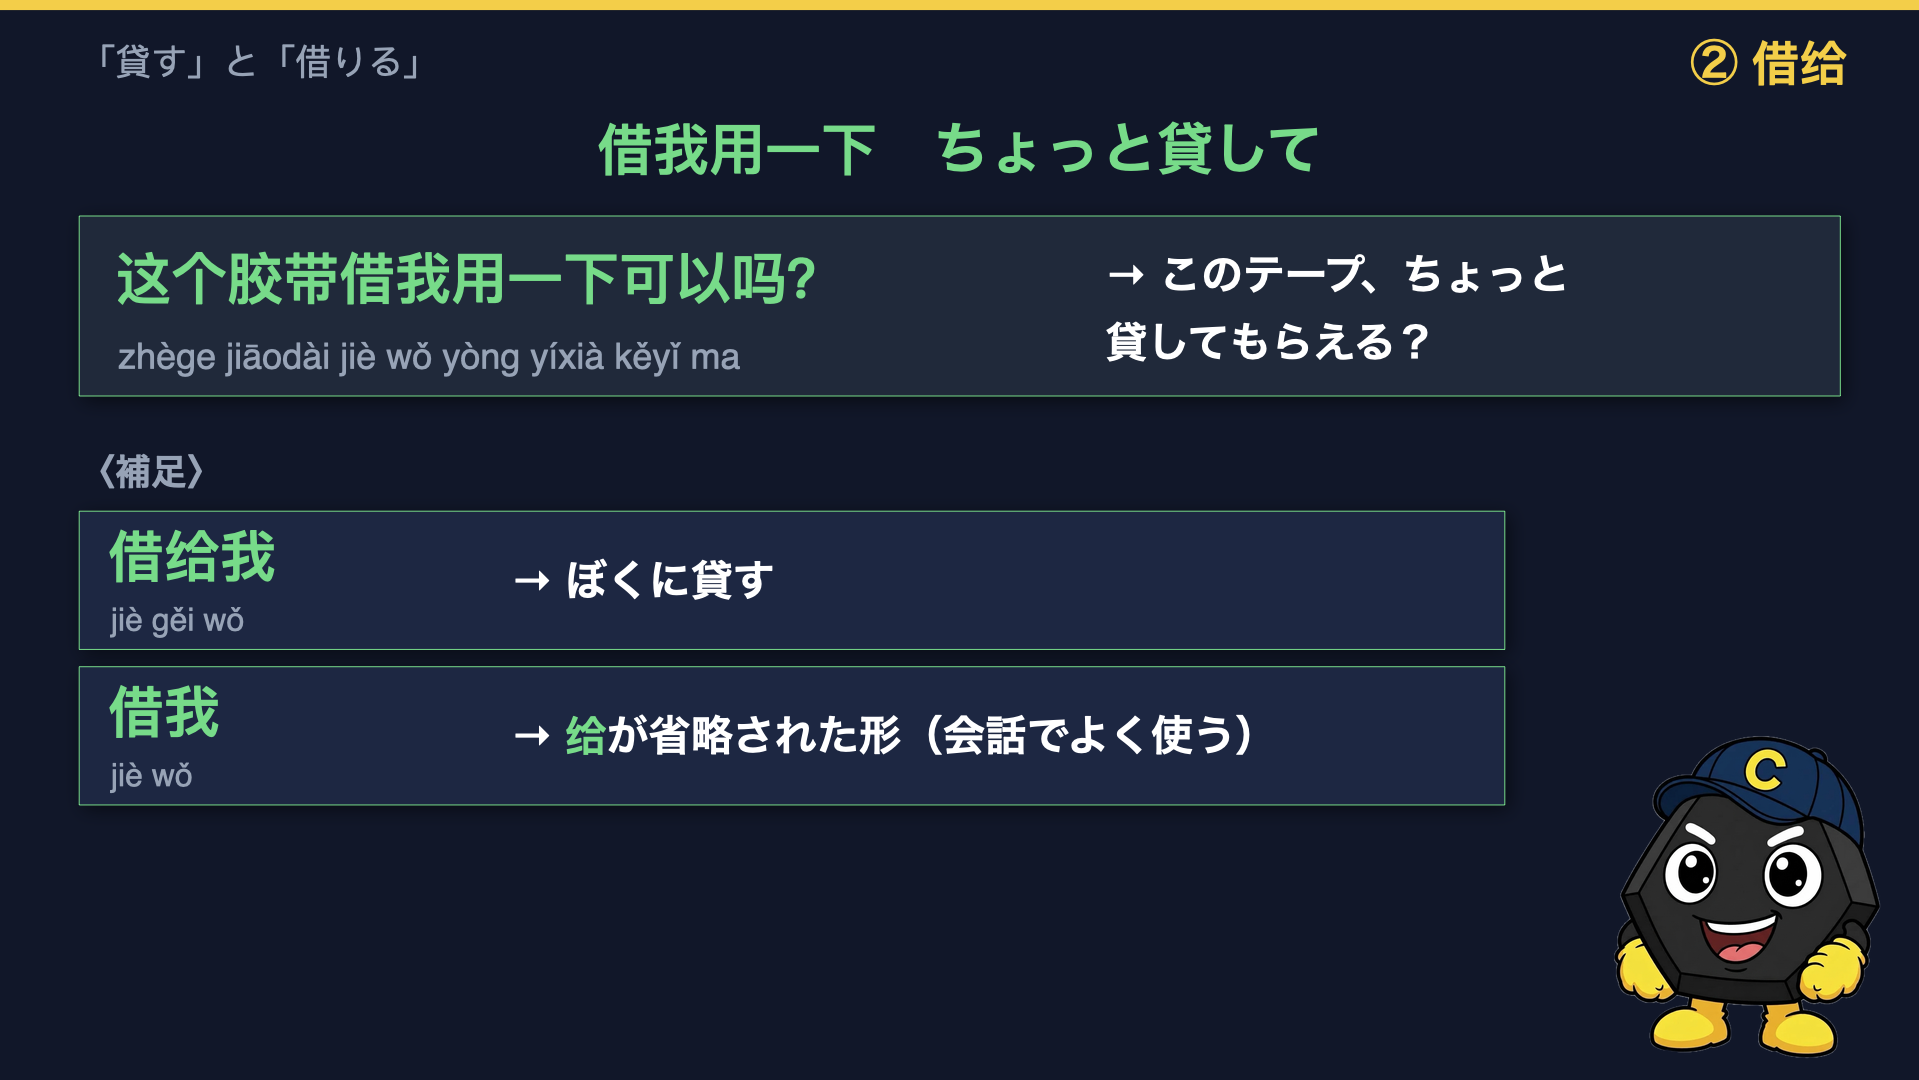 「貸す」と「借りる」
② 借给
借我用一下　ちょっと貸して
这个胶带借我用一下可以吗?
zhège jiāodài jiè wǒ yòng yíxià kěyǐ ma
→ このテープ、ちょっと
貸してもらえる？
〈補足〉
借给我
jiè gěi wǒ
→ ぼくに貸す
借我
jiè wǒ
→ 给が省略された形（会話でよく使う）
C